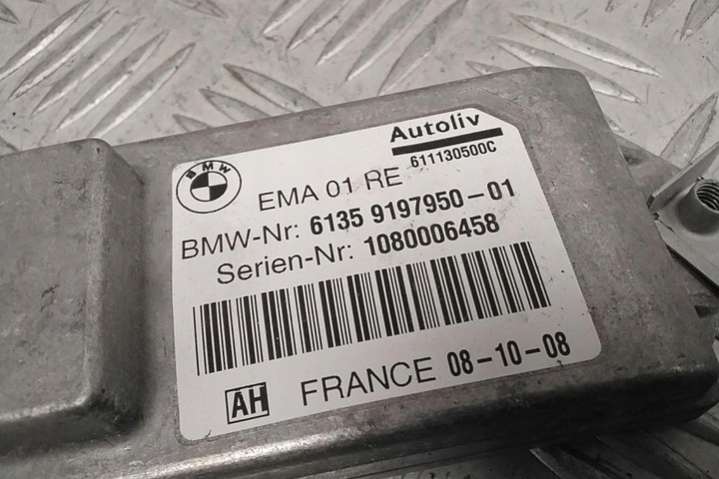 Autoliv
611130500C
BMW
EMA 01 RE
BMW-Nr: 6135 9197950-01
Serien-Nr: 1080006458
AH FRANCE 08-10-08